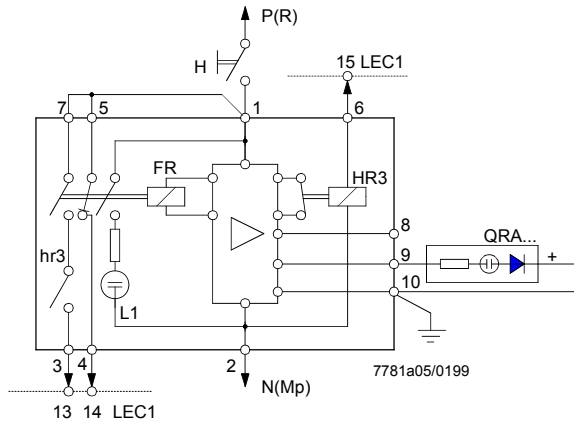 P(R)
H
15 LEC1
7 5 1 6
FR
HR3
8
QRA...
9
+
hr3
10
L1
3 4 2
7781a05/0199
N(Mp)
13 14 LEC1